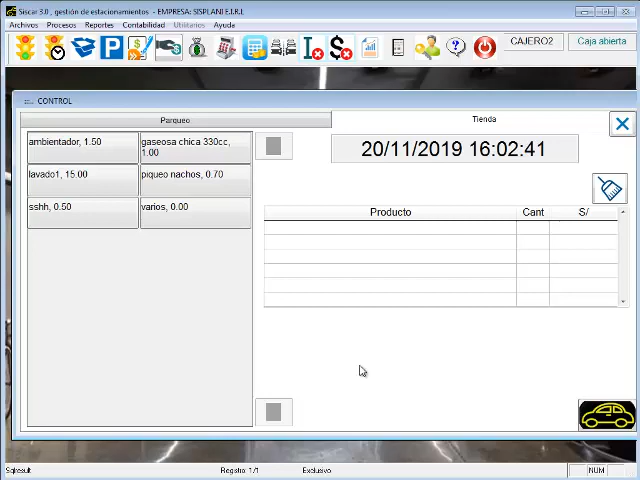 Siscar 3.0 , gestión de estacionamientos - EMPRESA: SISPLANI E.I.R.L
Archivos Procesos Reportes Contabilidad Utilitarios Ayuda
CAJERO2
Caja abierta
::.. CONTROL
Parqueo
Tienda
ambientador, 1.50
gaseosa chica 330cc,
1.00
20/11/2019 16:02:41
lavado1, 15.00
piqueo nachos, 0.70
sshh, 0.50
varios, 0.00
Producto Cant S/
Sqlresult
Registro: 1/1
Exclusivo
NUM